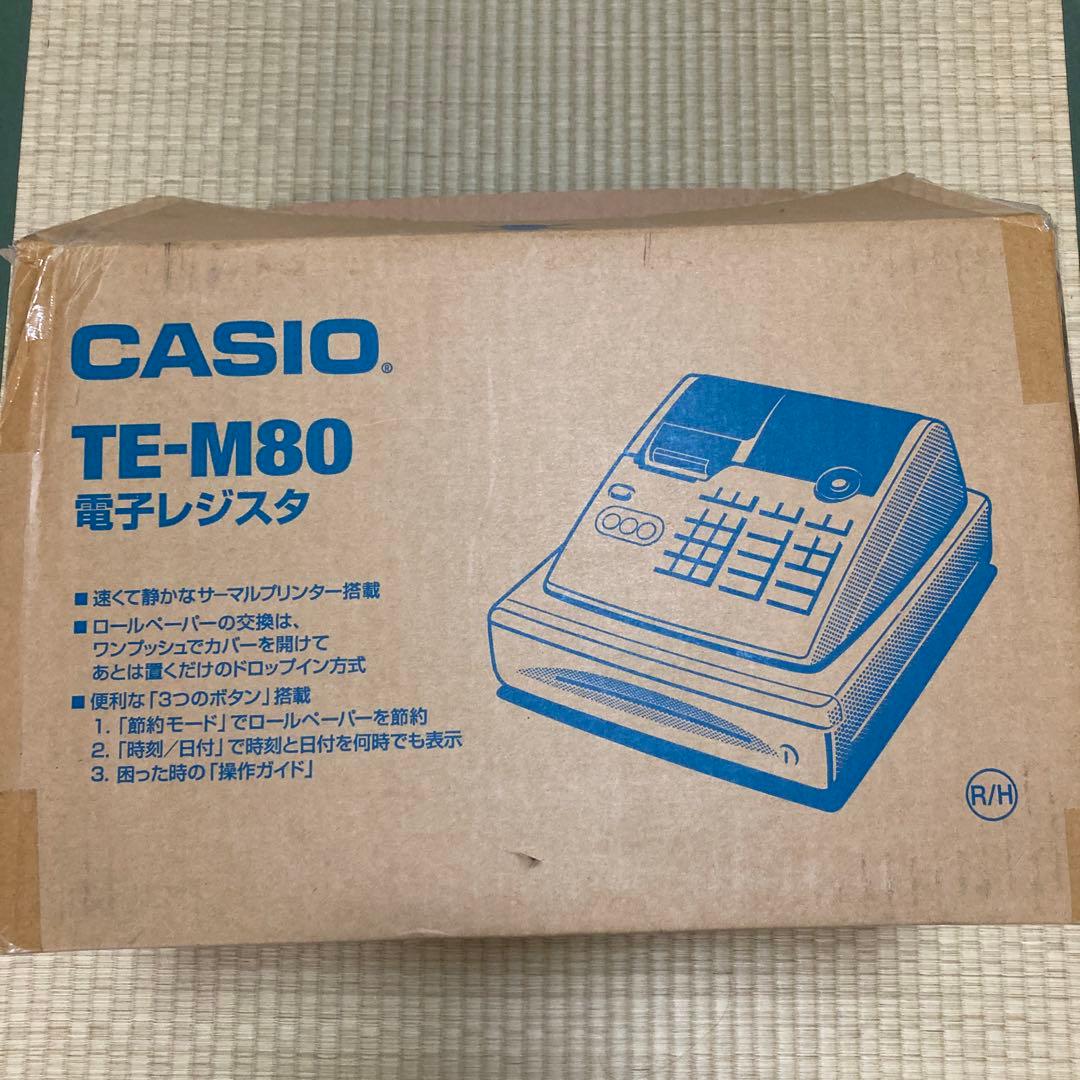 CASIO®
TE-M80
電子レジスタ
■ 速くて静かなサーマルプリンター搭載
■ ロールペーパーの交換は、
ワンプッシュでカバーを開けて
あとは置くだけのドロップイン方式
■ 便利な「3つのボタン」搭載
1. 「節約モード」でロールペーパーを節約
2. 「時刻／日付」で時刻と日付を何時でも表示
3. 困った時の「操作ガイド」
R/H